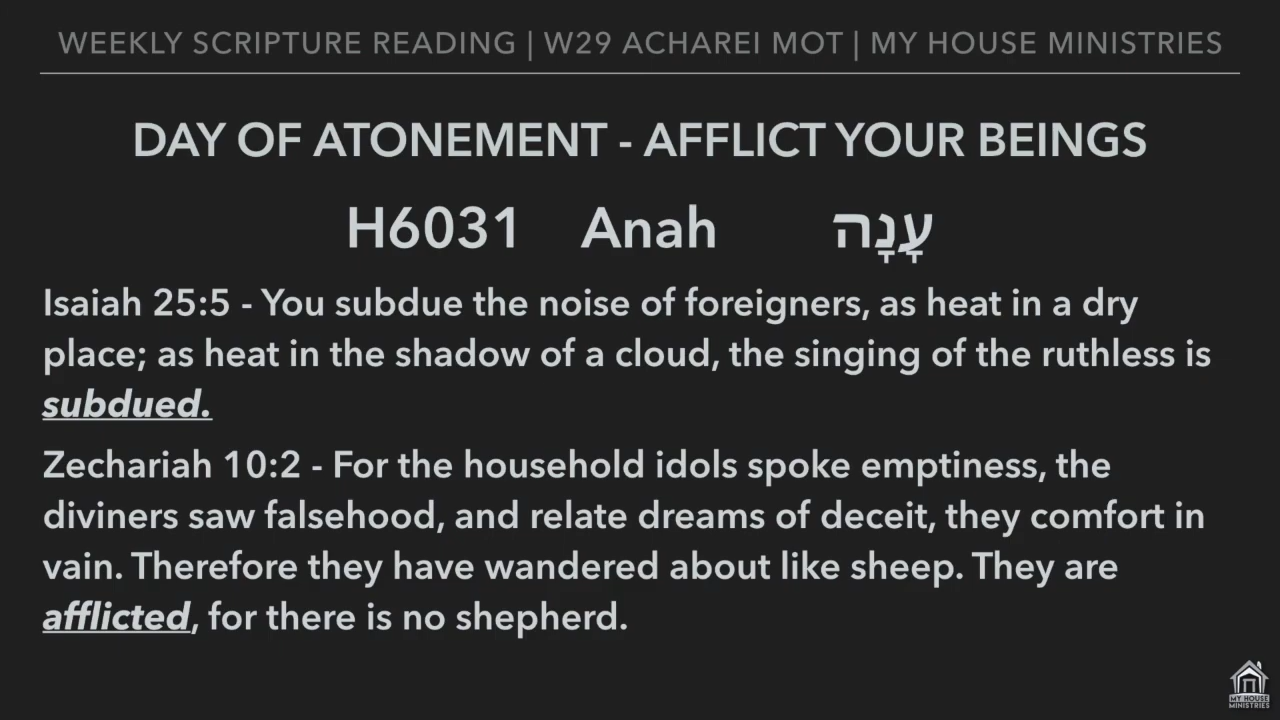 WEEKLY SCRIPTURE READING | W29 ACHAREI MOT | MY HOUSE MINISTRIES
DAY OF ATONEMENT - AFFLICT YOUR BEINGS
H6031 Anah עָנָה
Isaiah 25:5 - You subdue the noise of foreigners, as heat in a dry
place; as heat in the shadow of a cloud, the singing of the ruthless is
subdued.
Zechariah 10:2 - For the household idols spoke emptiness, the
diviners saw falsehood, and relate dreams of deceit, they comfort in
vain. Therefore they have wandered about like sheep. They are
afflicted, for there is no shepherd.
MY HOUSE
MINISTRIES